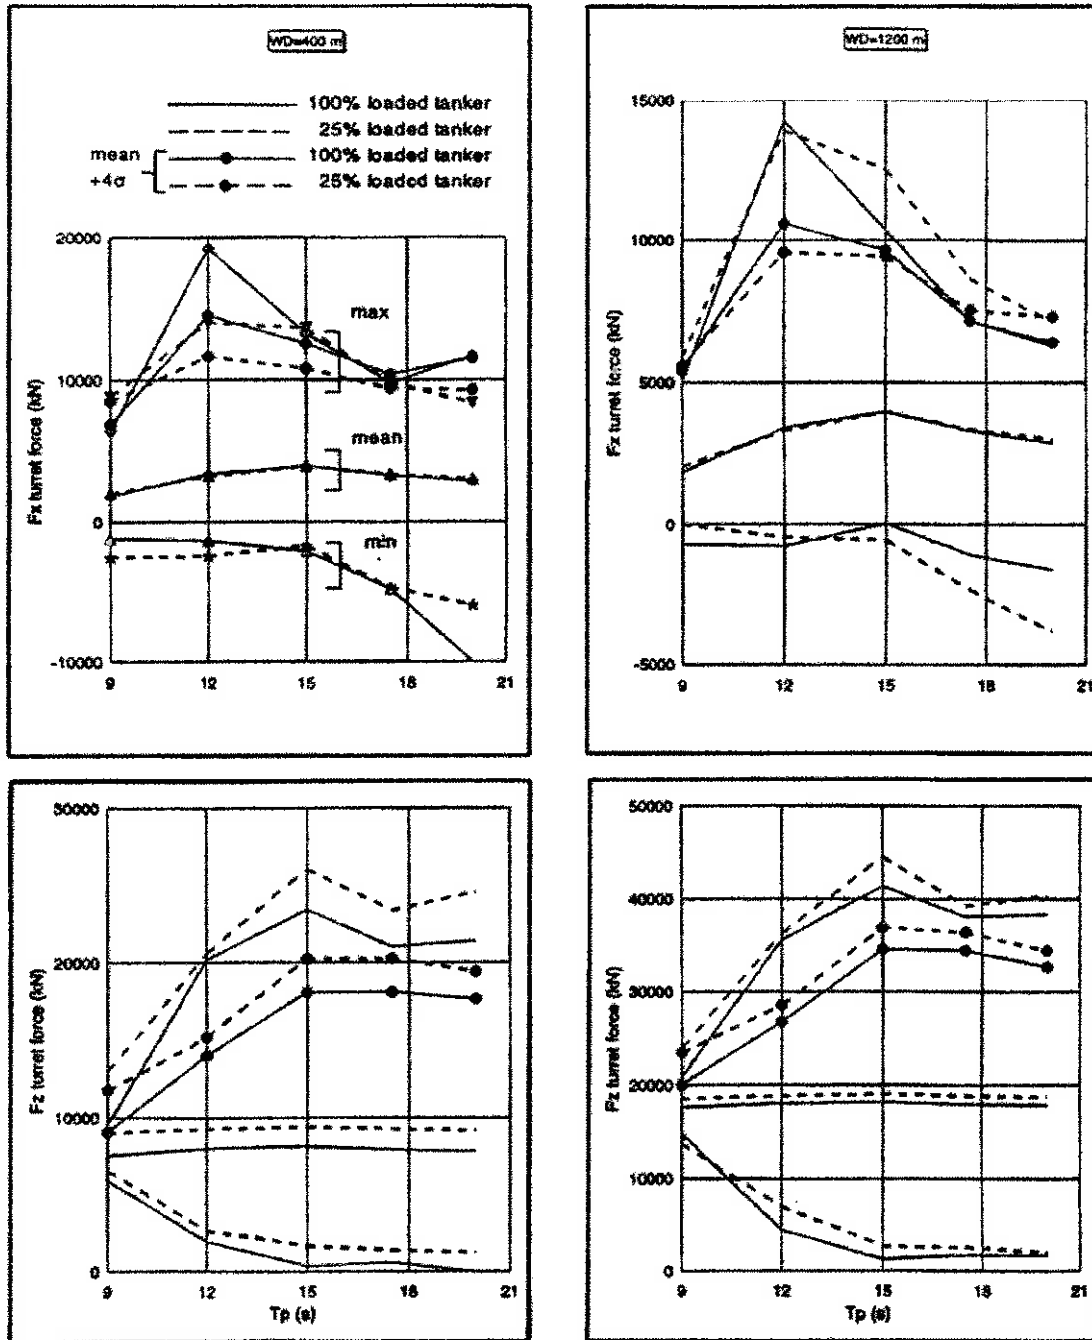 WD=400 m
100% loaded tanker
25% loaded tanker
mean
+4σ
100% loaded tanker
25% loaded tanker
20000
10000
0
-10000
Fx turret force (kN)
max
mean
min
9 12 15 18 21
WD=1200 m
15000
10000
5000
0
-5000
Fx turret force (kN)
9 12 15 18 21
30000
20000
10000
0
Fz turret force (kN)
9 12 15 18 21
Tp (s)
50000
40000
30000
20000
10000
0
Fz turret force (kN)
9 12 15 18 21
Tp (s)